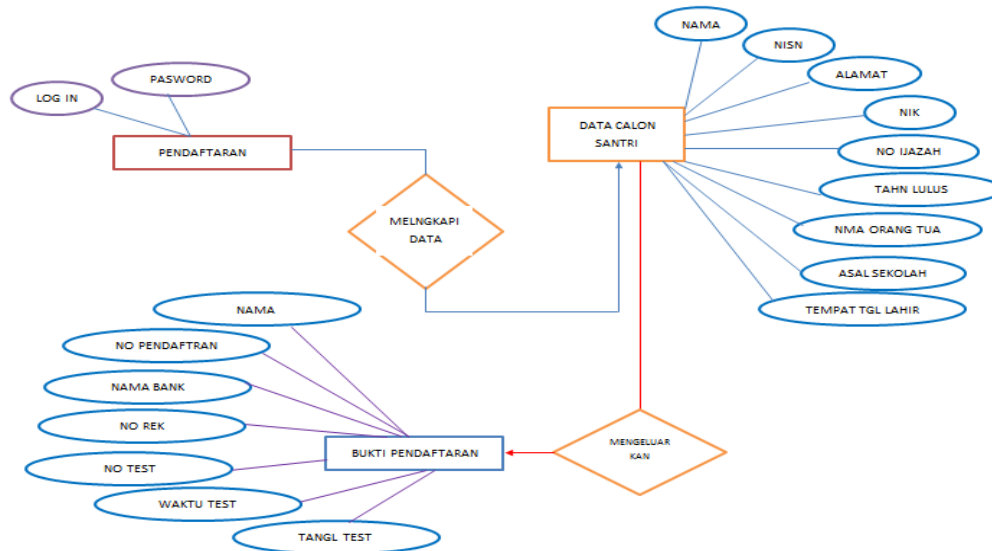 NAMA
NISN
PASWORD
ALAMAT
LOG IN
NIK
DATA CALON
SANTRI
PENDAFTARAN
NO IJAZAH
TAHN LULUS
MELNGKAPI
DATA
NMA ORANG TUA
ASAL SEKOLAH
TEMPAT TGL LAHIR
NAMA
NO PENDAFTRAN
NAMA BANK
NO REK
BUKTI PENDAFTARAN
MENGELUAR
KAN
NO TEST
WAKTU TEST
TANGL TEST